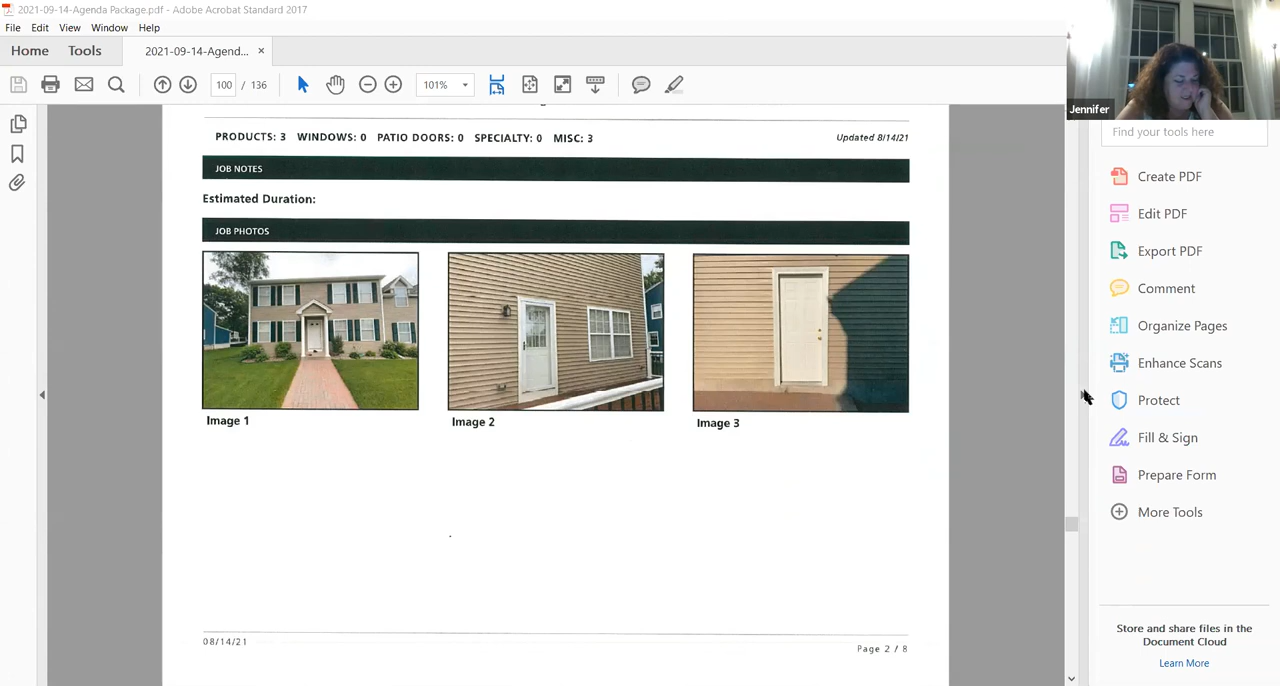 2021-09-14-Agenda Package.pdf - Adobe Acrobat Standard 2017
File Edit View Window Help
Home Tools 2021-09-14-Agend... ×
100 / 136 101%
Jennifer
Find your tools here
PRODUCTS: 3 WINDOWS: 0 PATIO DOORS: 0 SPECIALTY: 0 MISC: 3 Updated 8/14/21
JOB NOTES
Estimated Duration:
JOB PHOTOS
Image 1 Image 2 Image 3
08/14/21
Page 2 / 8
Create PDF
Edit PDF
Export PDF
Comment
Organize Pages
Enhance Scans
Protect
Fill & Sign
Prepare Form
More Tools
Store and share files in the
Document Cloud
Learn More